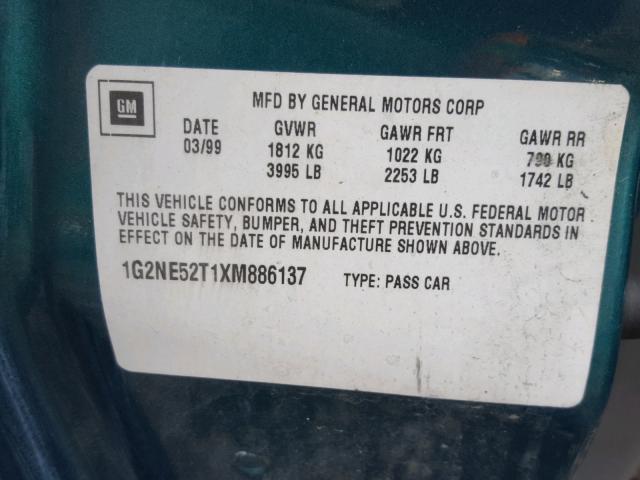 GM
MFD BY GENERAL MOTORS CORP
DATE GVWR GAWR FRT GAWR RR
03/99 1812 KG 1022 KG 790 KG
3995 LB 2253 LB 1742 LB
THIS VEHICLE CONFORMS TO ALL APPLICABLE U.S. FEDERAL MOTOR
VEHICLE SAFETY, BUMPER, AND THEFT PREVENTION STANDARDS IN
EFFECT ON THE DATE OF MANUFACTURE SHOWN ABOVE.
1G2NE52T1XM886137 TYPE: PASS CAR